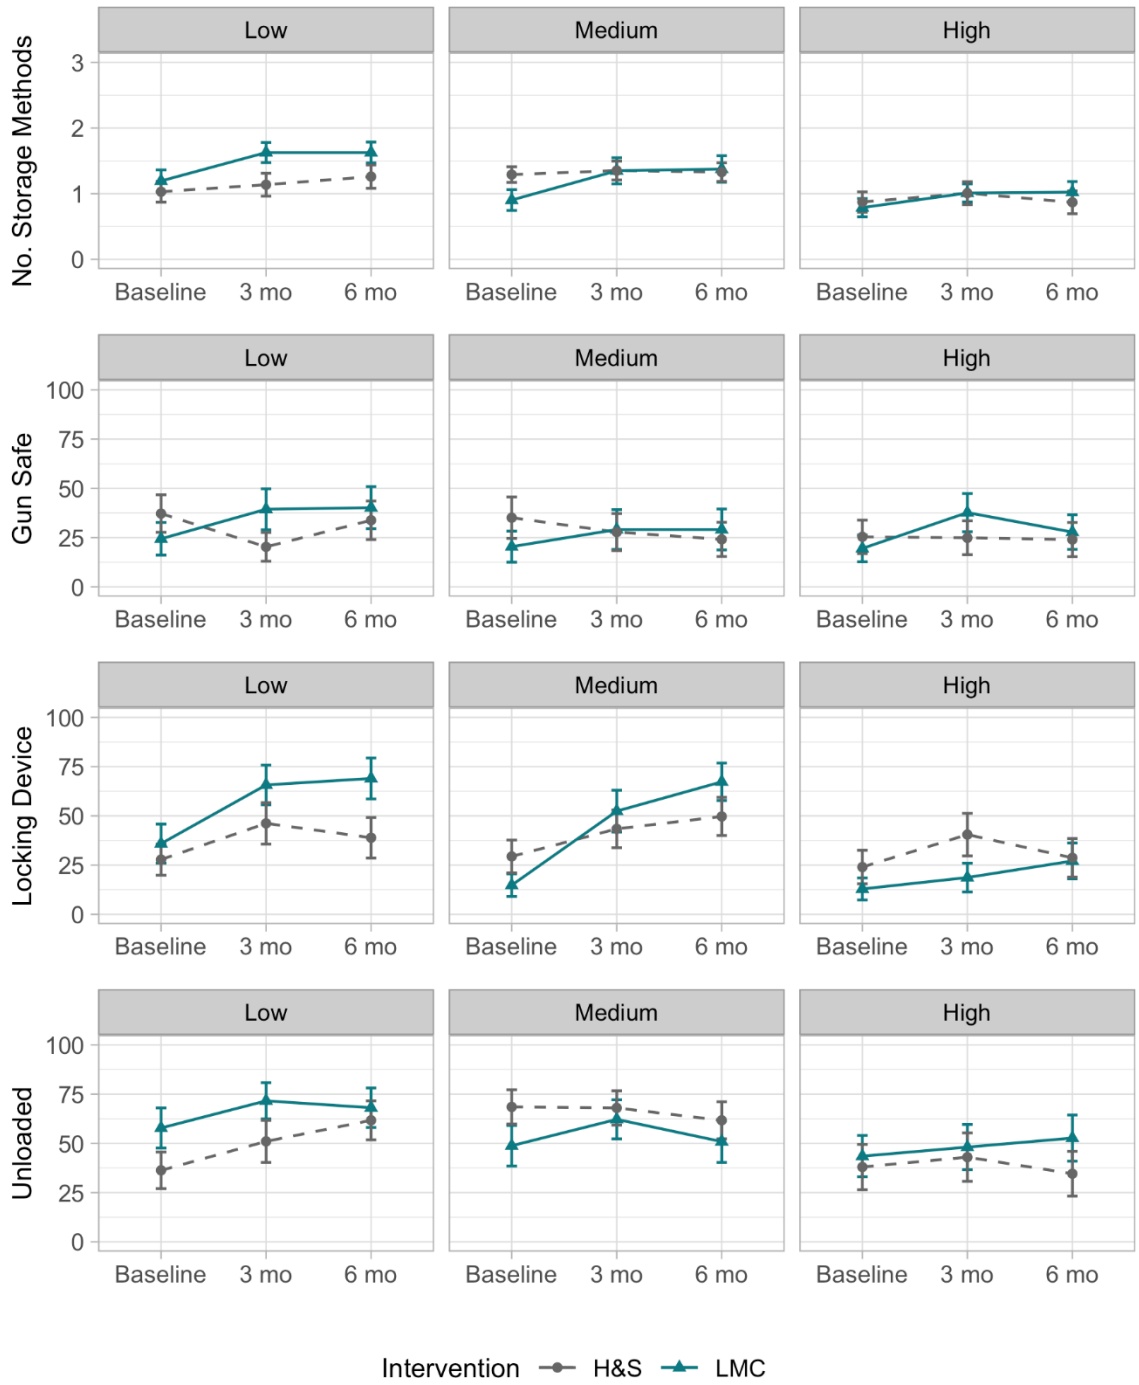 Low Medium High
No. Storage Methods
3
2
1
0
Baseline 3 mo 6 mo Baseline 3 mo 6 mo Baseline 3 mo 6 mo
Low Medium High
Gun Safe
100
75
50
25
0
Baseline 3 mo 6 mo Baseline 3 mo 6 mo Baseline 3 mo 6 mo
Low Medium High
Locking Device
100
75
50
25
0
Baseline 3 mo 6 mo Baseline 3 mo 6 mo Baseline 3 mo 6 mo
Low Medium High
Unloaded
100
75
50
25
0
Baseline 3 mo 6 mo Baseline 3 mo 6 mo Baseline 3 mo 6 mo
Intervention H&S LMC